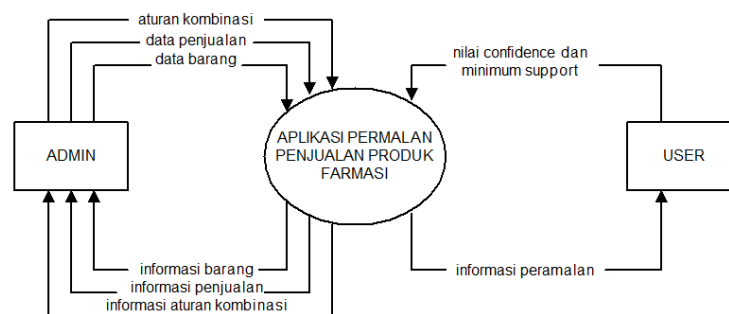 aturan kombinasi
data penjualan
data barang
nilai confidence dan
minimum support
ADMIN
APLIKASI PERMALAN
PENJUALAN PRODUK
FARMASI
USER
informasi barang
informasi penjualan
informasi aturan kombinasi
informasi peramalan